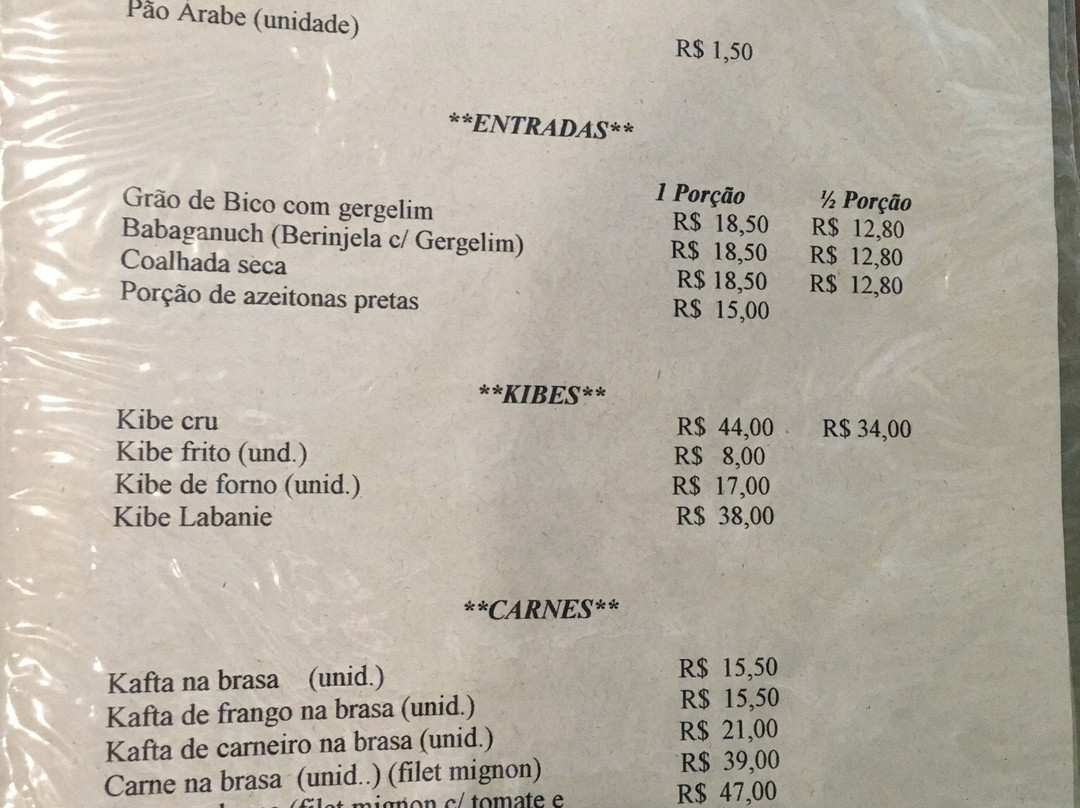 Pão Árabe (unidade) R$ 1,50
**ENTRADAS**
1 Porção ½ Porção
Grão de Bico com gergelim R$ 18,50 R$ 12,80
Babaganuch (Berinjela c/ Gergelim) R$ 18,50 R$ 12,80
Coalhada seca R$ 18,50 R$ 12,80
Porção de azeitonas pretas R$ 15,00
**KIBES**
Kibe cru R$ 44,00 R$ 34,00
Kibe frito (und.) R$ 8,00
Kibe de forno (unid.) R$ 17,00
Kibe Labanie R$ 38,00
**CARNES**
Kafta na brasa (unid.) R$ 15,50
Kafta de frango na brasa (unid.) R$ 15,50
Kafta de carneiro na brasa (unid.) R$ 21,00
Carne na brasa (unid..) (filet mignon) R$ 39,00
(filet mignon c/ tomate e R$ 47,00